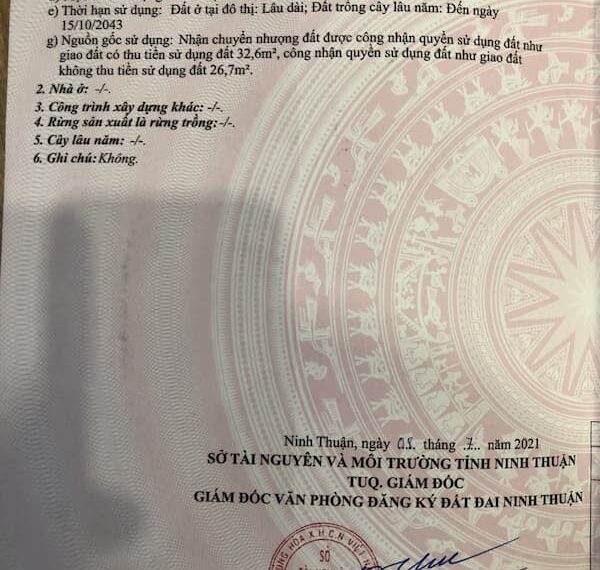 e) Thời hạn sử dụng: Đất ở tại đô thị: Lâu dài; Đất trồng cây lâu năm: Đến ngày
15/10/2043
g) Nguồn gốc sử dụng: Nhận chuyển nhượng đất được công nhận quyền sử dụng đất như
giao đất có thu tiền sử dụng đất 32,6m², công nhận quyền sử dụng đất như giao đất
không thu tiền sử dụng đất 26,7m².
2. Nhà ở: -/-.
3. Công trình xây dựng khác: -/-.
4. Rừng sản xuất là rừng trồng: -/-.
5. Cây lâu năm: -/-.
6. Ghi chú: Không.
Ninh Thuận, ngày 08 tháng 7 năm 2021
SỞ TÀI NGUYÊN VÀ MÔI TRƯỜNG TỈNH NINH THUẬN
TUQ. GIÁM ĐỐC
GIÁM ĐỐC VĂN PHÒNG ĐĂNG KÝ ĐẤT ĐAI NINH THUẬN
HÒA X.H.C.N VIỆT
SỞ